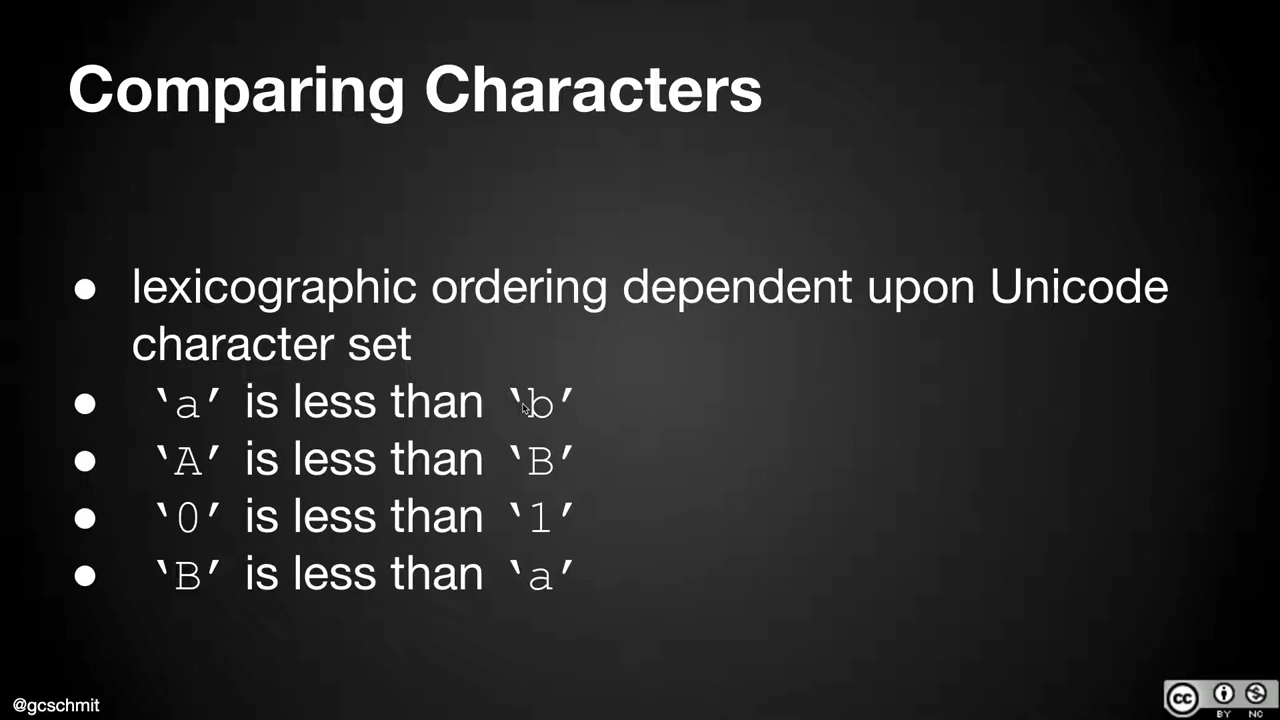 Comparing Characters
● lexicographic ordering dependent upon Unicode
character set
● ‘a’ is less than ‘b’
● ‘A’ is less than ‘B’
● ‘0’ is less than ‘1’
● ‘B’ is less than ‘a’
@gcschmit
cc
BY NC